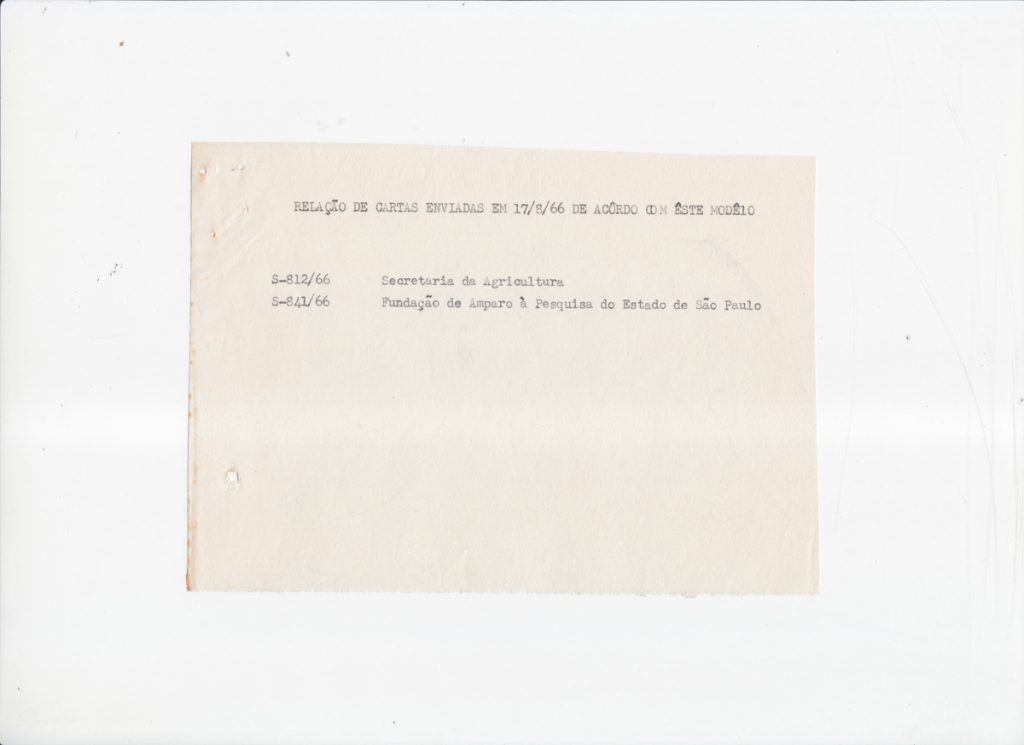 RELAÇÃO DE CARTAS ENVIADAS EM 17/8/66 DE ACÔRDO COM ÊSTE MODÊLO
S-812/66 Secretaria da Agricultura
S-841/66 Fundação de Amparo à Pesquisa do Estado de São Paulo